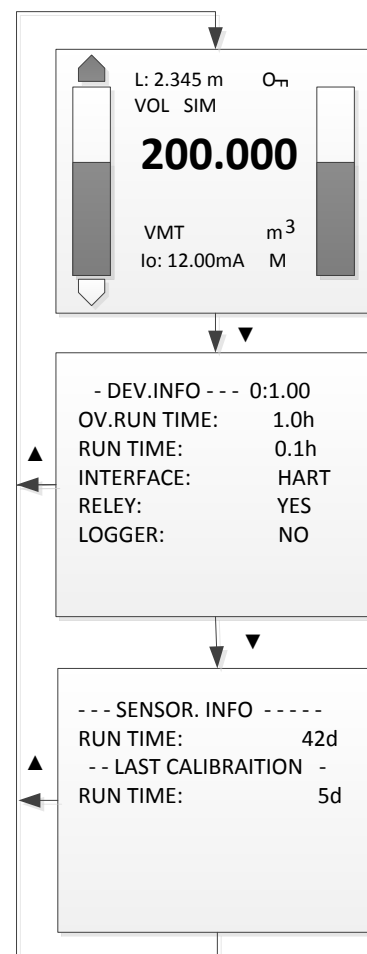 L: 2.345 m
VOL SIM
200.000
VMT m³
Io: 12.00mA M
▼
- DEV.INFO - - - 0:1.00
OV.RUN TIME: 1.0h
▲ RUN TIME: 0.1h
INTERFACE: HART
RELEY: YES
LOGGER: NO
▼
- - - SENSOR. INFO - - - - -
RUN TIME: 42d
▲ - - LAST CALIBRAITION -
RUN TIME: 5d